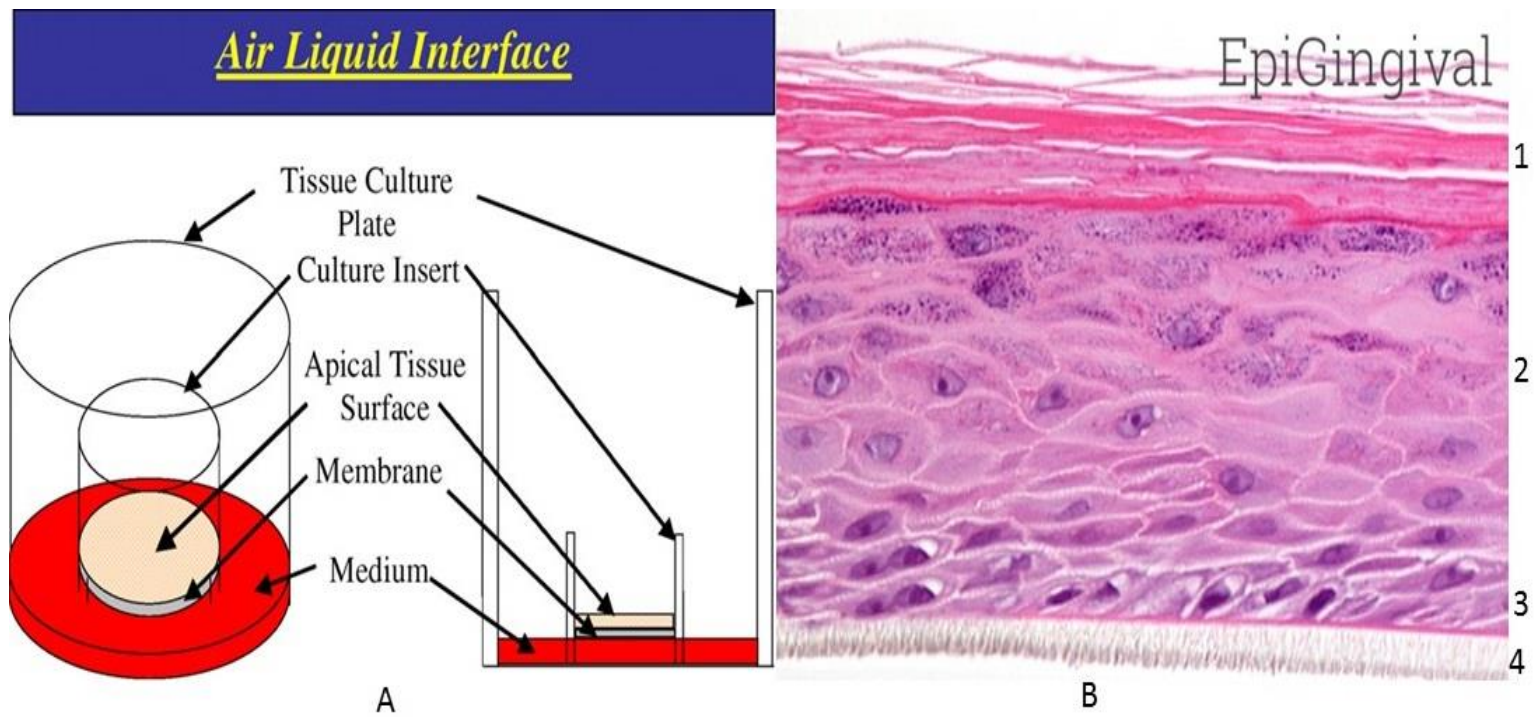 Air Liquid Interface
Tissue Culture
Plate
Culture Insert
Apical Tissue
Surface
Membrane
Medium
A
EpiGingival
1
2
3
4
B